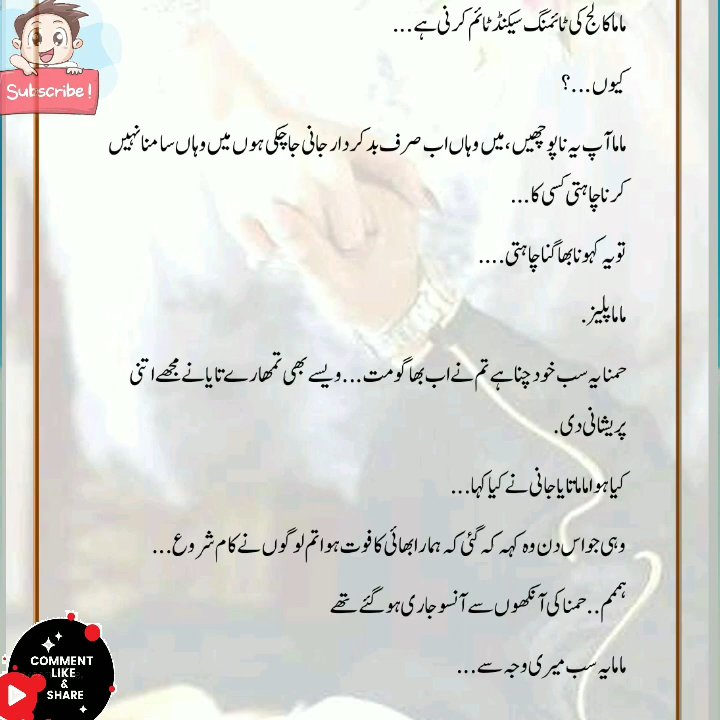 ماما کالج کی ٹائمنگ سیکنڈ ٹائم کرنی ہے...
Subscribe!
کیوں...؟
ماما آپ یہ نا پوچھیں، میں وہاں اب صرف بدکردار جانی جا چکی ہوں میں وہاں سامنا نہیں
کرنا چاہتی کسی کا...
تو یہ کہو نا بھاگنا چاہتی....
ماما پلیز.
حمنا یہ سب خود چنا ہے تم نے اب بھاگو مت...ویسے بھی تمھارے تایا نے مجھے اتنی
پریشانی دی.
کیا ہوا ماما تایا جانی نے کیا کہا...
وہی جو اس دن وہ کہہ کہ گئی کہ ہمارا بھائی کا فوت ہوا تم لوگوں نے کام شروع...
ہممم..حمنا کی آنکھوں سے آنسو جاری ہو گئے تھے
ماما یہ سب میری وجہ سے...
COMMENT
LIKE
&
SHARE